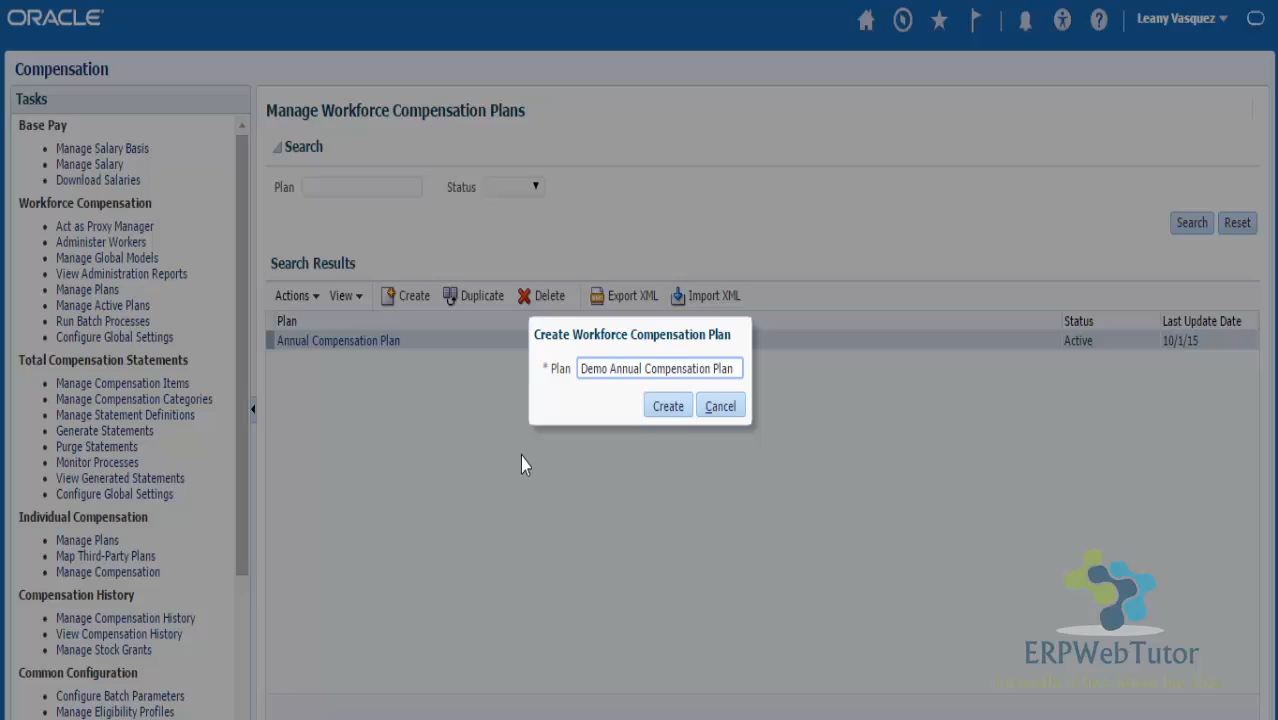 ORACLE
Leany Vasquez
Compensation
Tasks
Base Pay
Manage Salary Basis
Manage Salary
Download Salaries
Workforce Compensation
Act as Proxy Manager
Administer Workers
Manage Global Models
View Administration Reports
Manage Plans
Manage Active Plans
Run Batch Processes
Configure Global Settings
Total Compensation Statements
Manage Compensation Items
Manage Compensation Categories
Manage Statement Definitions
Generate Statements
Purge Statements
Monitor Processes
View Generated Statements
Configure Global Settings
Individual Compensation
Manage Plans
Map Third-Party Plans
Manage Compensation
Compensation History
Manage Compensation History
View Compensation History
Manage Stock Grants
Common Configuration
Configure Batch Parameters
Manage Eligibility Profiles
Manage Workforce Compensation Plans
Search
Plan Status
Search Reset
Search Results
Actions View Create Duplicate Delete Export XML Import XML
Plan Status Last Update Date
Annual Compensation Plan Active 10/1/15
Create Workforce Compensation Plan
* Plan Demo Annual Compensation Plan
Create Cancel
ERPWebTutor